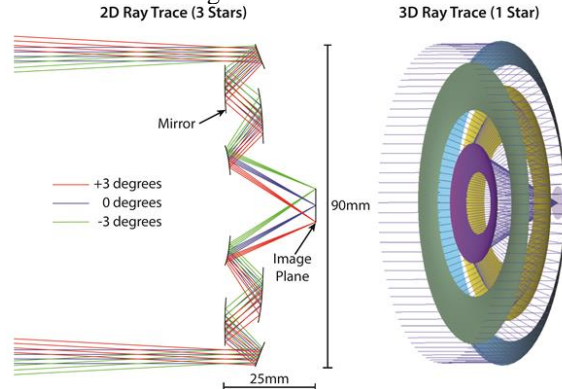 2D Ray Trace (3 Stars)
3D Ray Trace (1 Star)
Mirror
+3 degrees
0 degrees
-3 degrees
90mm
Image
Plane
25mm